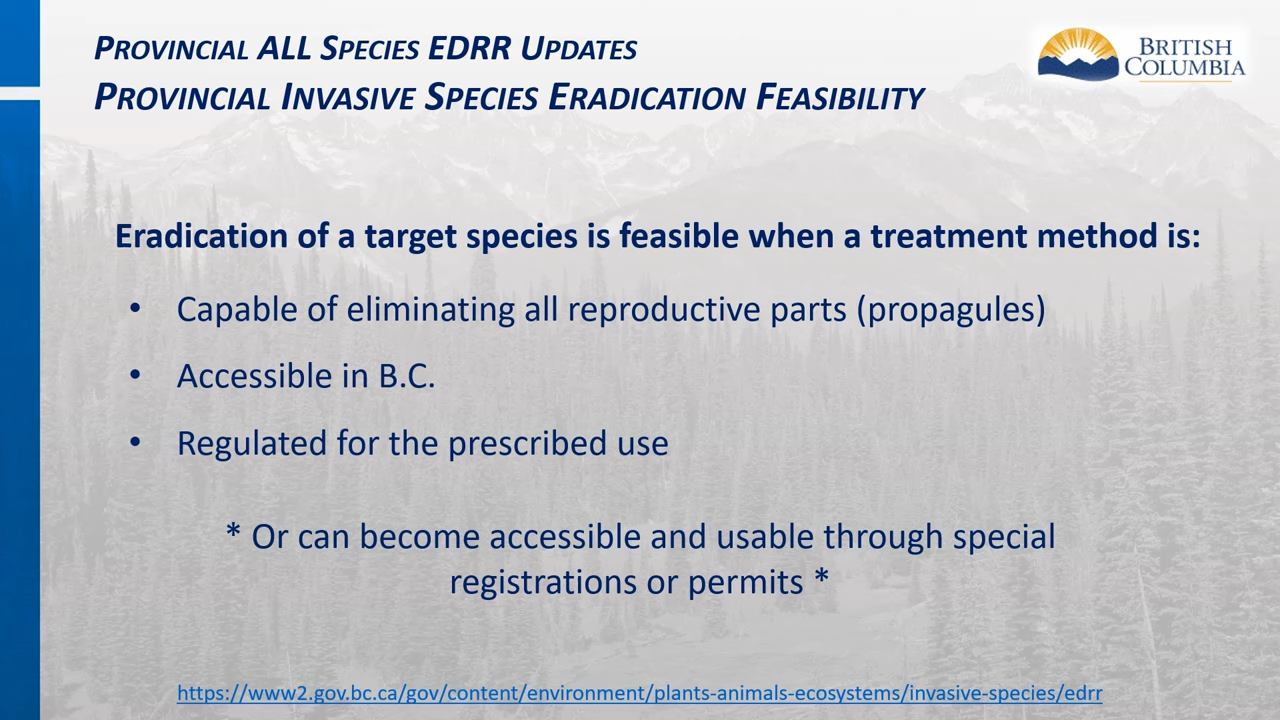 PROVINCIAL ALL SPECIES EDRR UPDATES
PROVINCIAL INVASIVE SPECIES ERADICATION FEASIBILITY
BRITISH
COLUMBIA
Eradication of a target species is feasible when a treatment method is:
• Capable of eliminating all reproductive parts (propagules)
• Accessible in B.C.
• Regulated for the prescribed use
* Or can become accessible and usable through special
registrations or permits *
https://www2.gov.bc.ca/gov/content/environment/plants-animals-ecosystems/invasive-species/edrr